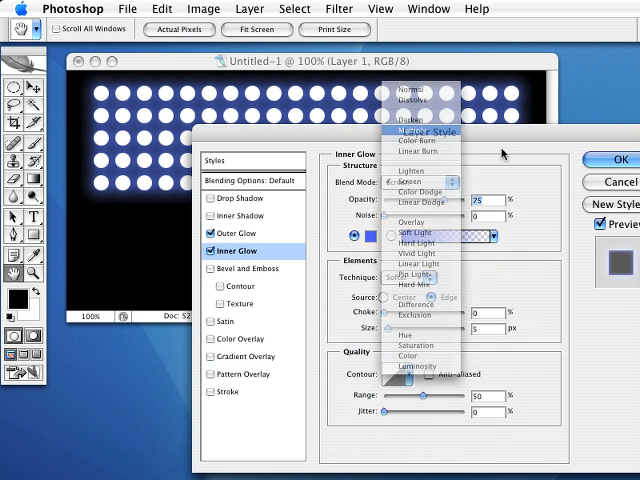 Photoshop File Edit Image Layer Select Filter View Window Help
Scroll All Windows Actual Pixels Fit Screen Print Size
Untitled-1 @ 100% (Layer 1, RGB/8)
100% Doc: 52
Layer Style
Styles
Blending Options: Default
Drop Shadow
Inner Shadow
Outer Glow
Inner Glow
Bevel and Emboss
Contour
Texture
Satin
Color Overlay
Gradient Overlay
Pattern Overlay
Stroke
Inner Glow
Structure
Blend Mode: Screen
Opacity: 75 %
Noise: 0 %
Elements
Technique: Softer
Source: Center Edge
Choke: 0 %
Size: 5 px
Quality
Contour: Anti-aliased
Range: 50 %
Jitter: 0 %
Normal
Dissolve
Darken
Multiply
Color Burn
Linear Burn
Lighten
Screen
Color Dodge
Linear Dodge
Overlay
Soft Light
Hard Light
Vivid Light
Linear Light
Pin Light
Hard Mix
Difference
Exclusion
Hue
Saturation
Color
Luminosity
OK
Cancel
New Style
Preview